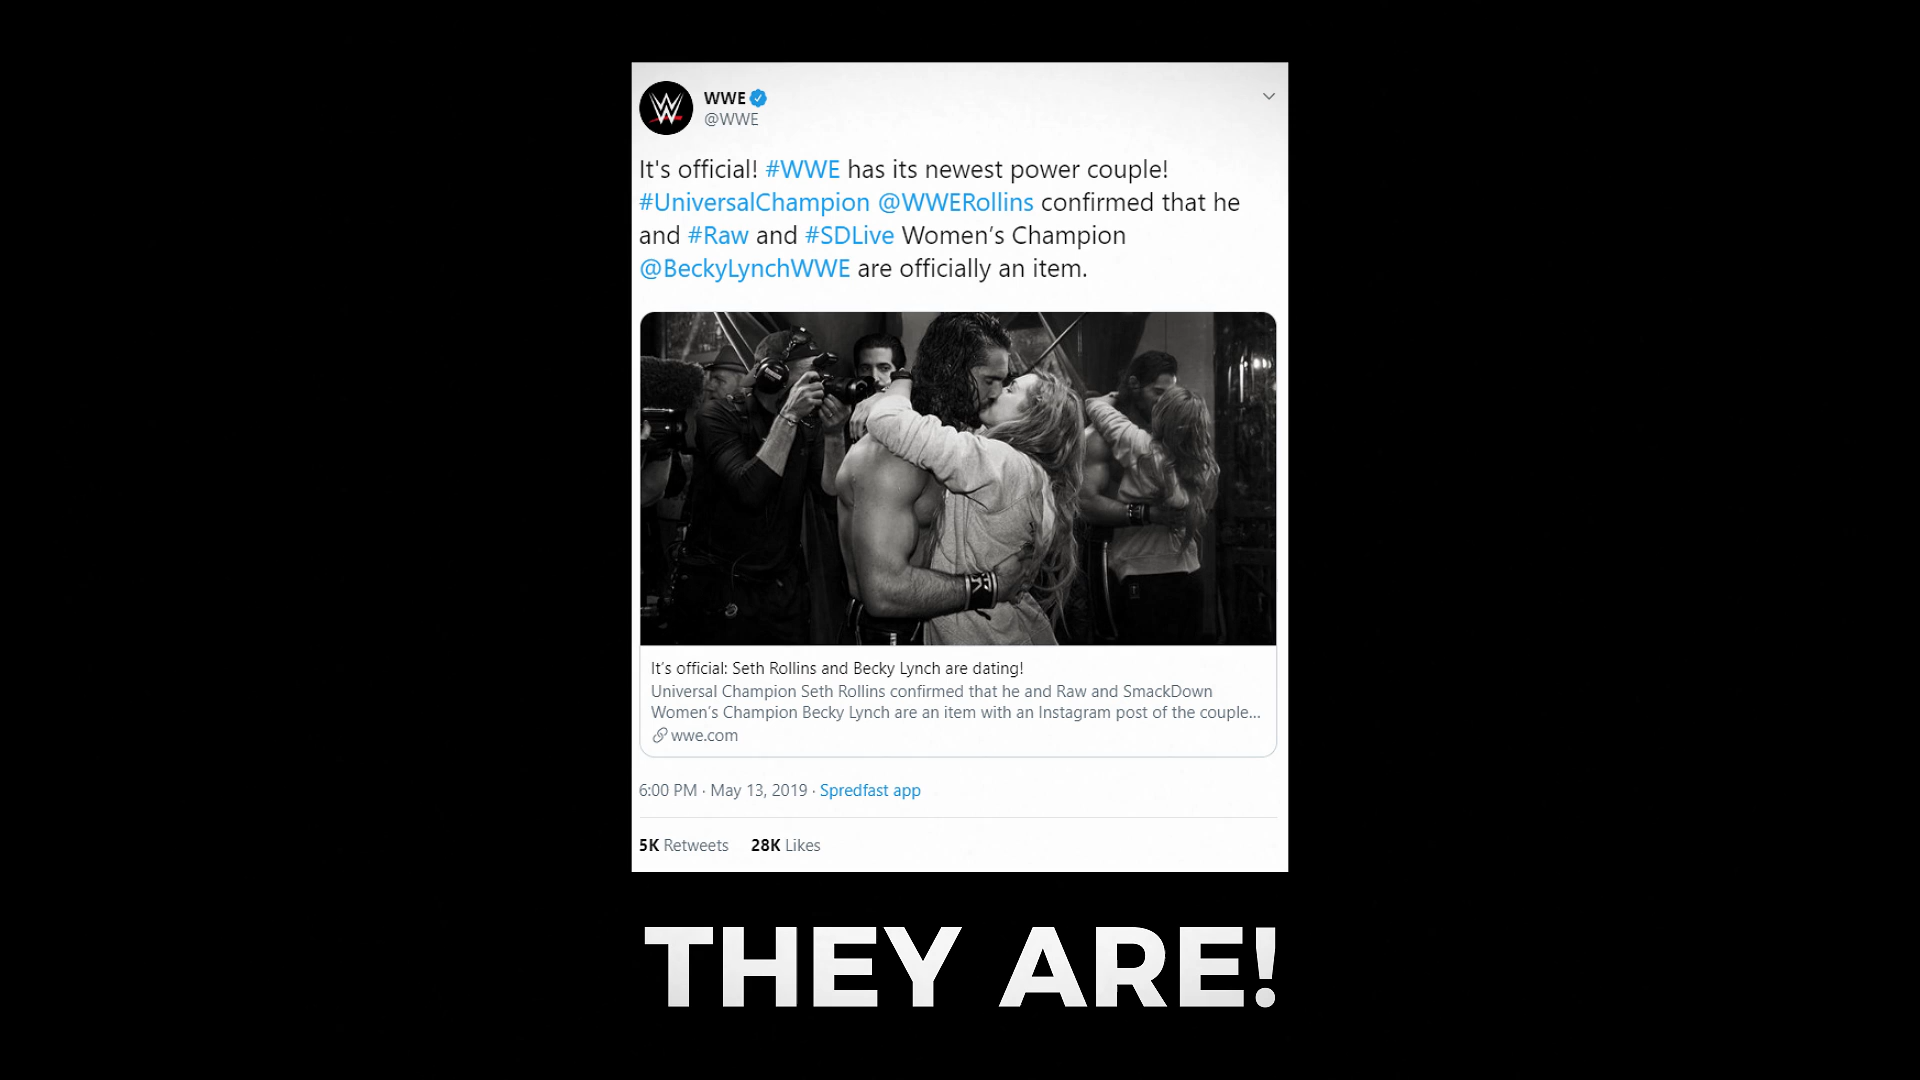 WWE
@WWE
It's official! #WWE has its newest power couple!
#UniversalChampion @WWERollins confirmed that he
and #Raw and #SDLive Women’s Champion
@BeckyLynchWWE are officially an item.
It’s official: Seth Rollins and Becky Lynch are dating!
Universal Champion Seth Rollins confirmed that he and Raw and SmackDown
Women’s Champion Becky Lynch are an item with an Instagram post of the couple...
wwe.com
6:00 PM · May 13, 2019 · Spredfast app
5K Retweets 28K Likes
THEY ARE!